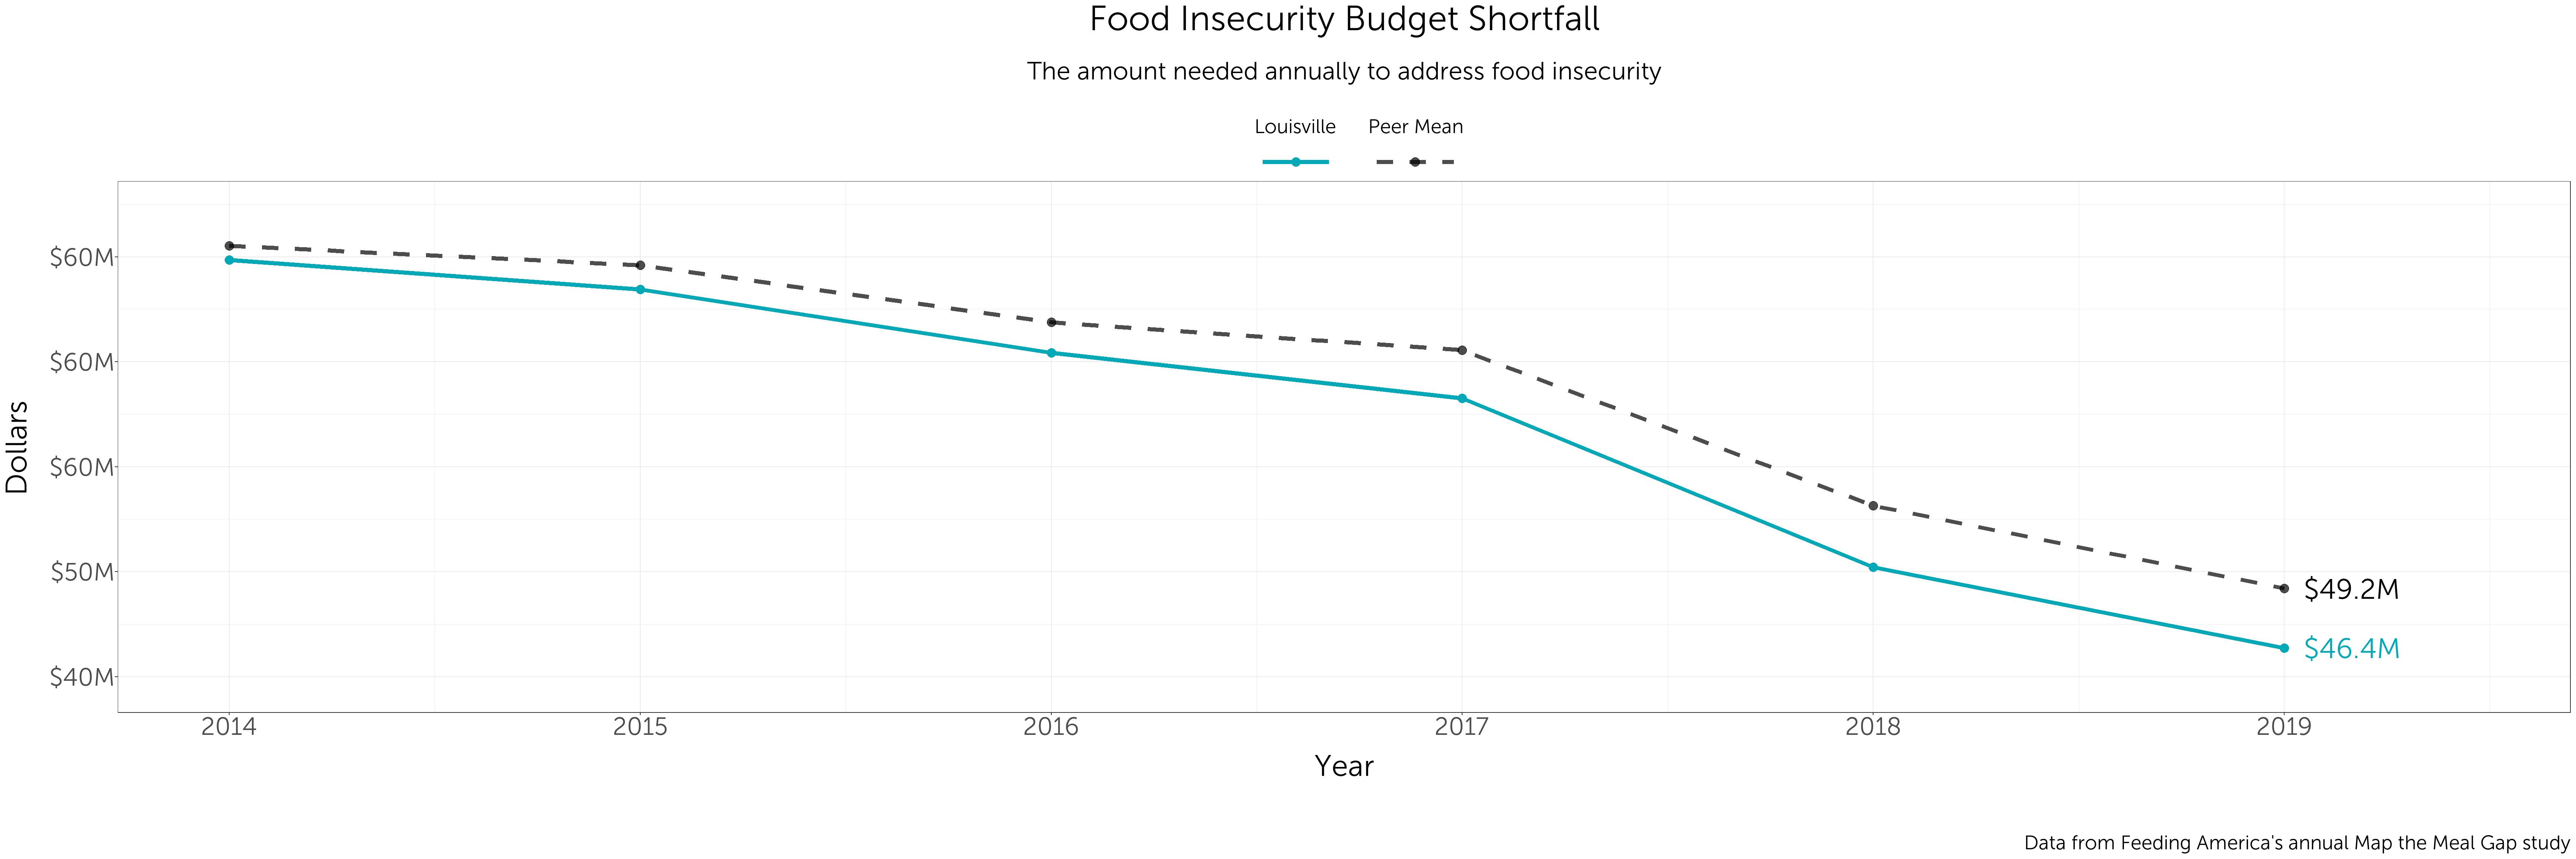 Food Insecurity Budget Shortfall
The amount needed annually to address food insecurity
Louisville Peer Mean
$60M
$60M
$60M
$50M
$40M
Dollars
$49.2M
$46.4M
2014 2015 2016 2017 2018 2019
Year
Data from Feeding America's annual Map the Meal Gap study